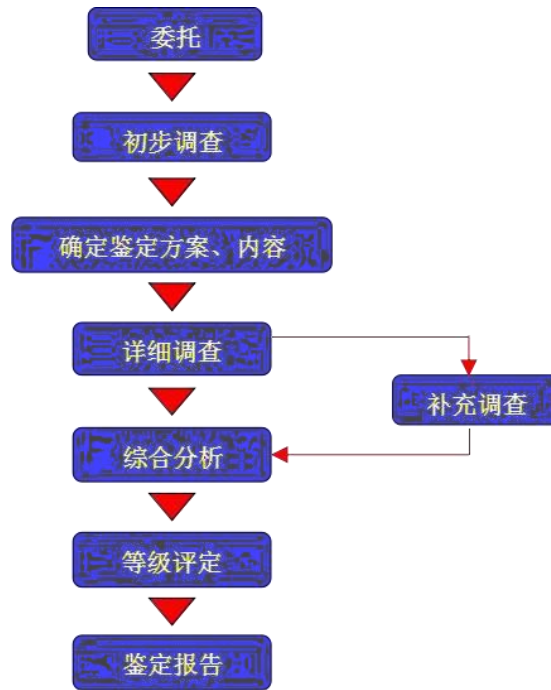 委托
初步调查
确定鉴定方案、内容
详细调查
补充调查
综合分析
等级评定
鉴定报告